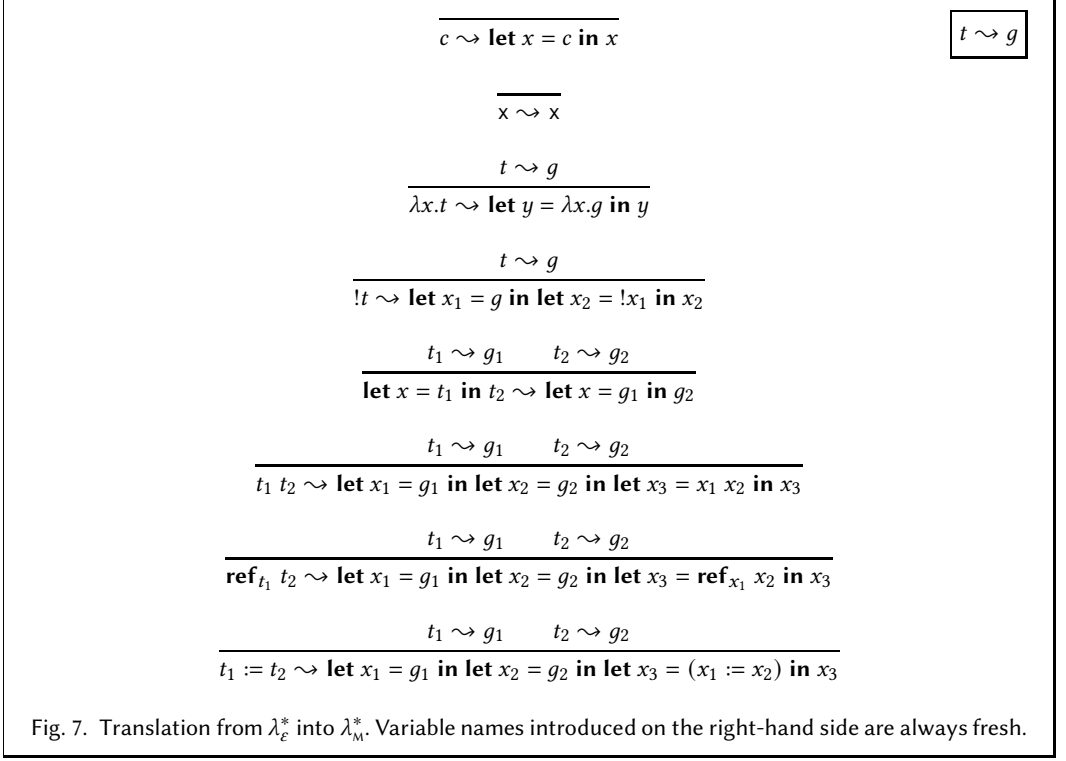 c ⇝ let x = c in x
t ⇝ g
x ⇝ x
t ⇝ g
λx.t ⇝ let y = λx.g in y
t ⇝ g
!t ⇝ let x₁ = g in let x₂ = !x₁ in x₂
t₁ ⇝ g₁ t₂ ⇝ g₂
let x = t₁ in t₂ ⇝ let x = g₁ in g₂
t₁ ⇝ g₁ t₂ ⇝ g₂
t₁ t₂ ⇝ let x₁ = g₁ in let x₂ = g₂ in let x₃ = x₁ x₂ in x₃
t₁ ⇝ g₁ t₂ ⇝ g₂
ref_{t₁} t₂ ⇝ let x₁ = g₁ in let x₂ = g₂ in let x₃ = ref_{x₁} x₂ in x₃
t₁ ⇝ g₁ t₂ ⇝ g₂
t₁ := t₂ ⇝ let x₁ = g₁ in let x₂ = g₂ in let x₃ = (x₁ := x₂) in x₃
Fig. 7. Translation from λ*_ε into λ*_M. Variable names introduced on the right-hand side are always fresh.